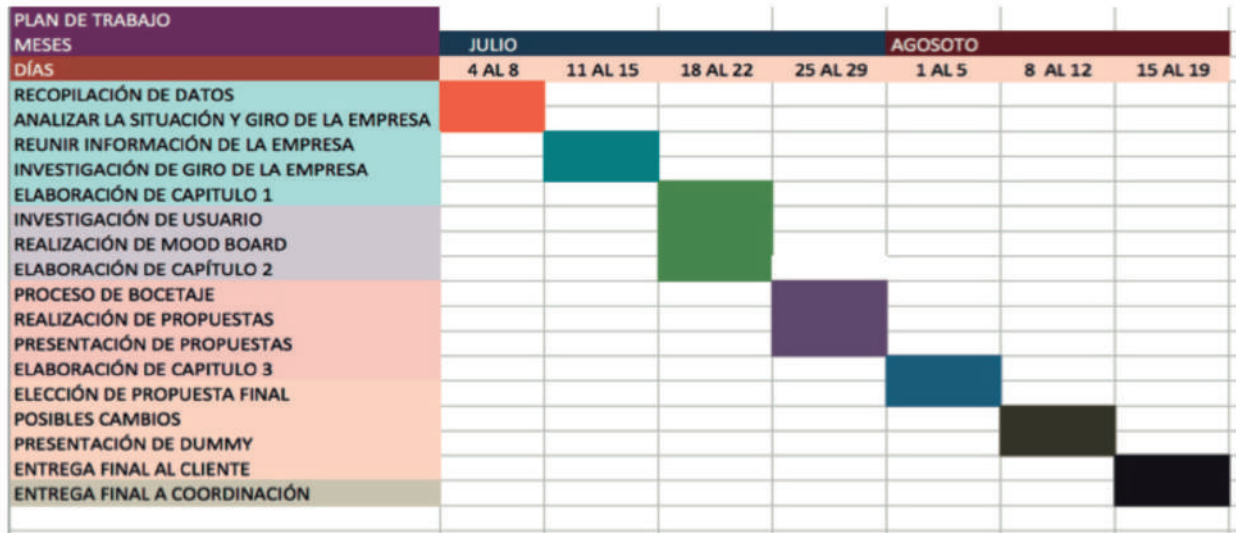 PLAN DE TRABAJO
MESES JULIO AGOSOTO
DÍAS 4 AL 8 11 AL 15 18 AL 22 25 AL 29 1 AL 5 8 AL 12 15 AL 19
RECOPILACIÓN DE DATOS
ANALIZAR LA SITUACIÓN Y GIRO DE LA EMPRESA
REUNIR INFORMACIÓN DE LA EMPRESA
INVESTIGACIÓN DE GIRO DE LA EMPRESA
ELABORACIÓN DE CAPITULO 1
INVESTIGACIÓN DE USUARIO
REALIZACIÓN DE MOOD BOARD
ELABORACIÓN DE CAPÍTULO 2
PROCESO DE BOCETAJE
REALIZACIÓN DE PROPUESTAS
PRESENTACIÓN DE PROPUESTAS
ELABORACIÓN DE CAPITULO 3
ELECCIÓN DE PROPUESTA FINAL
POSIBLES CAMBIOS
PRESENTACIÓN DE DUMMY
ENTREGA FINAL AL CLIENTE
ENTREGA FINAL A COORDINACIÓN